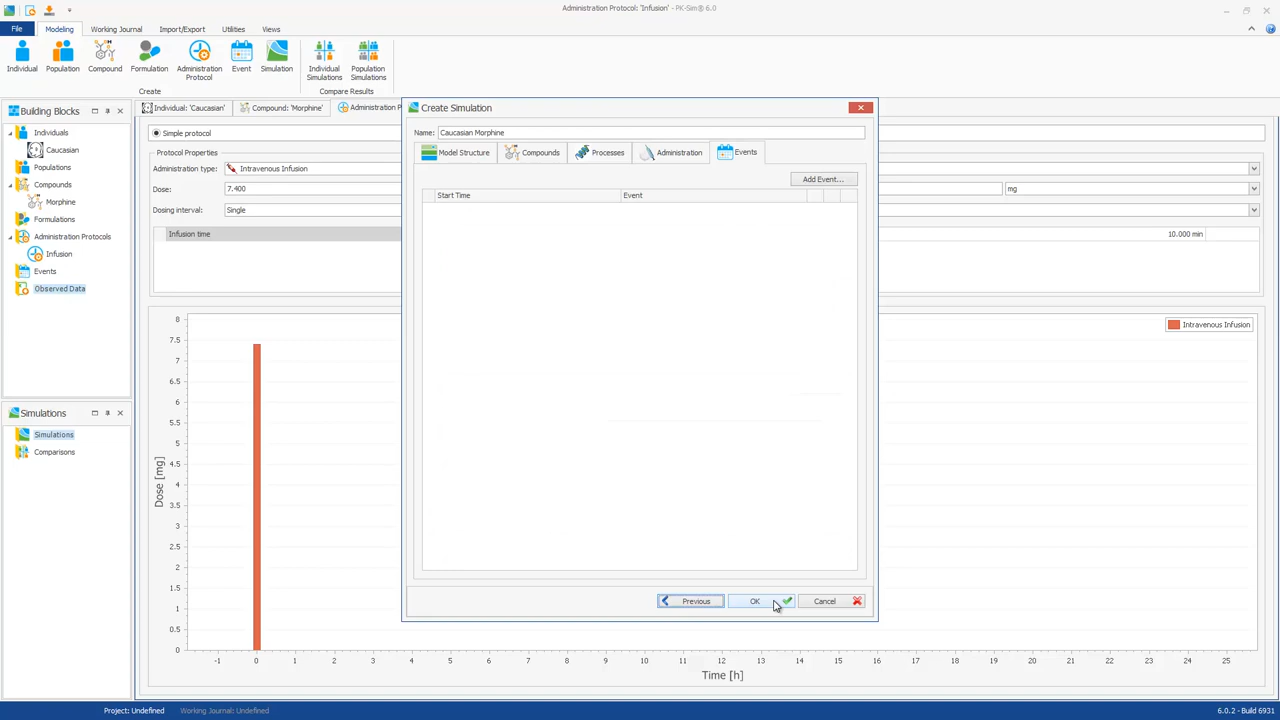 Administration Protocol: 'Infusion' - PK-Sim® 6.0
File Modeling Working Journal Import/Export Utilities Views
Individual Population Compound Formulation Administration Protocol Event Simulation Individual Simulations Population Simulations
Create Compare Results
Building Blocks
Individuals
Caucasian
Populations
Compounds
Morphine
Formulations
Administration Protocols
Infusion
Events
Observed Data
Simulations
Simulations
Comparisons
Individual: 'Caucasian' Compound: 'Morphine' Administration P
Simple protocol
Protocol Properties
Administration type: Intravenous Infusion
Dose: 7.400 mg
Dosing interval: Single
Infusion time 10.000 min
Create Simulation
Name: Caucasian Morphine
Model Structure Compounds Processes Administration Events
Add Event...
Start Time Event
Previous OK Cancel
Intravenous Infusion
8
7.5
7
6.5
6
5.5
5
4.5
4
3.5
3
2.5
2
1.5
1
0.5
0
Dose [mg]
-1 0 1 2 3 4 5 6 7 8 9 10 11 12 13 14 15 16 17 18 19 20 21 22 23 24 25
Time [h]
Project: Undefined Working Journal: Undefined 6.0.2 - Build 6931